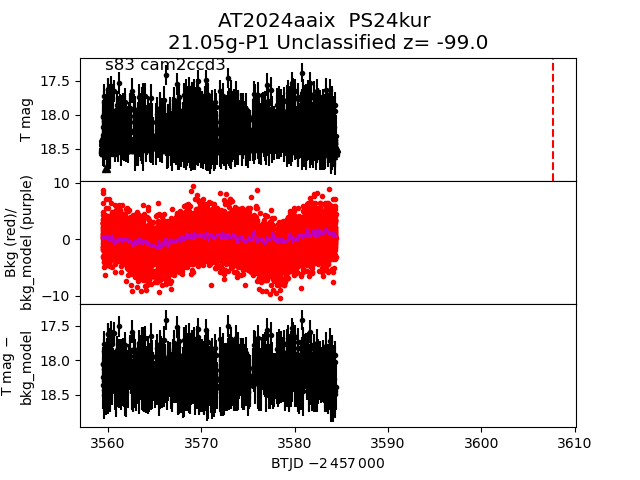 AT2024aaix PS24kur
21.05g-P1 Unclassified z= -99.0
s83 cam2ccd3
17.5
18.0
18.5
T mag
10
0
−10
Bkg (red)/
bkg_model (purple)
17.5
18.0
18.5
T mag −
bkg_model
3560 3570 3580 3590 3600 3610
BTJD −2 457 000